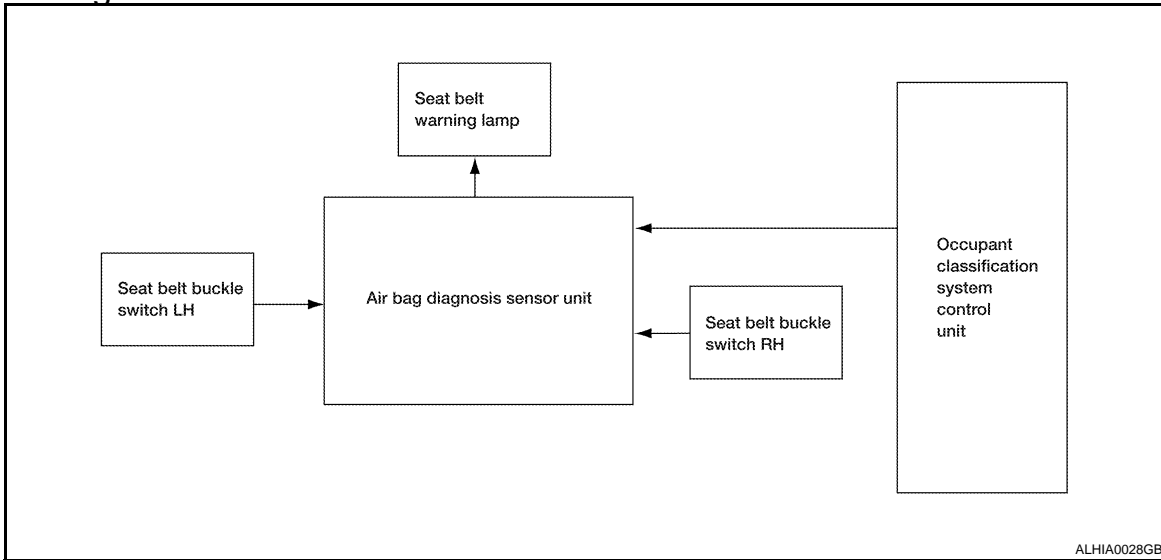 Seat belt
warning lamp
Seat belt buckle
switch LH
Air bag diagnosis sensor unit
Seat belt buckle
switch RH
Occupant
classification
system
control
unit
ALHIA0028GB